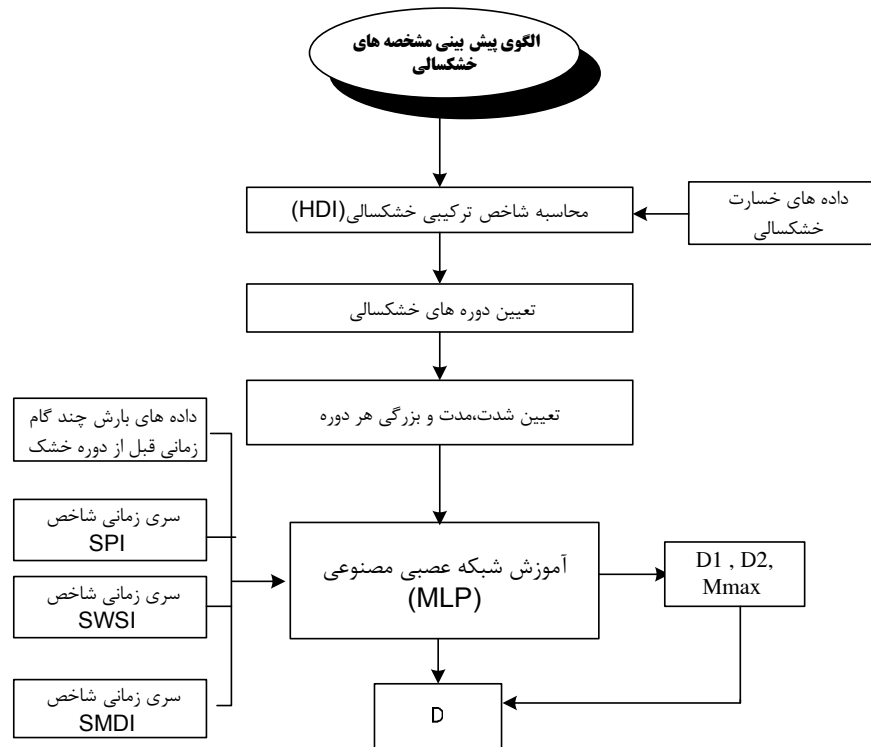 الگوی پیش بینی مشخصه های
خشکسالی
محاسبه شاخص ترکیبی خشکسالی(HDI)
داده های خسارت
خشکسالی
تعیین دوره های خشکسالی
تعیین شدت،مدت و بزرگی هر دوره
داده های بارش چند گام
زمانی قبل از دوره خشک
سری زمانی شاخص
SPI
سری زمانی شاخص
SWSI
سری زمانی شاخص
SMDI
آموزش شبکه عصبی مصنوعی
(MLP)
D1 , D2,
Mmax
D